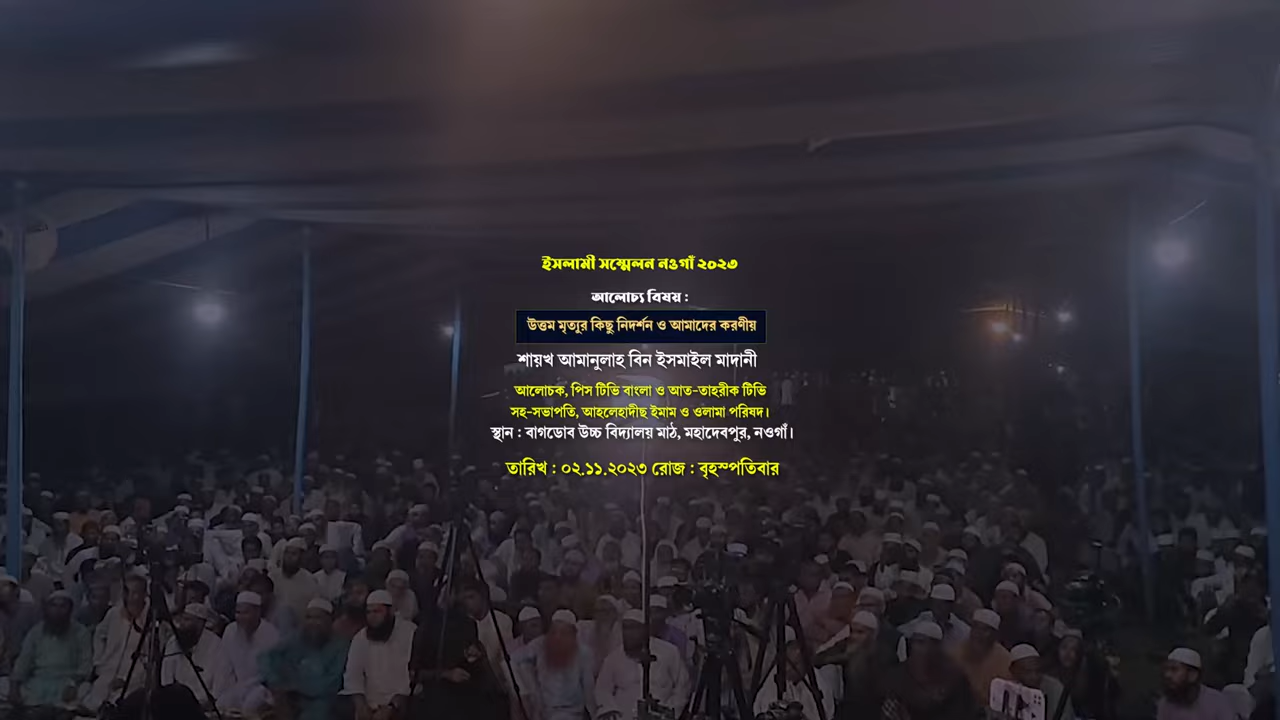 ইসলামী সম্মেলন নওগাঁ ২০২৩
আলোচ্য বিষয় :
উত্তম মৃত্যুর কিছু নিদর্শন ও আমাদের করণীয়
শায়খ আমানুলাহ বিন ইসমাইল মাদানী
আলোচক, পিস টিভি বাংলা ও আত-তাহরীক টিভি
সহ-সভাপতি, আহলেহাদীছ ইমাম ও ওলামা পরিষদ।
স্থান : বাগডোব উচ্চ বিদ্যালয় মাঠ, মহাদেবপুর, নওগাঁ।
তারিখ : ০২.১১.২০২৩ রোজ : বৃহস্পতিবার